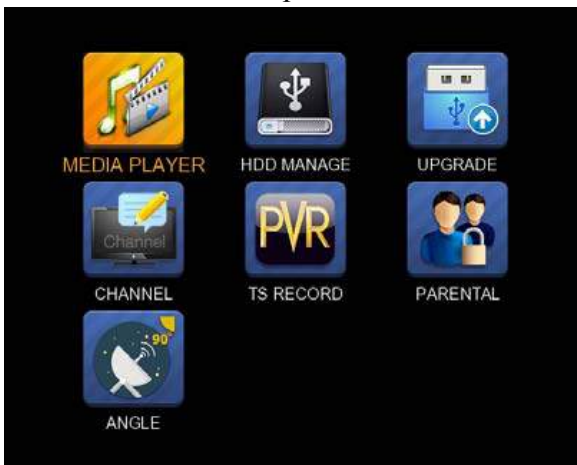 MEDIA PLAYER
HDD MANAGE
UPGRADE
Channel
CHANNEL
PVR
TS RECORD
PARENTAL
90°
ANGLE